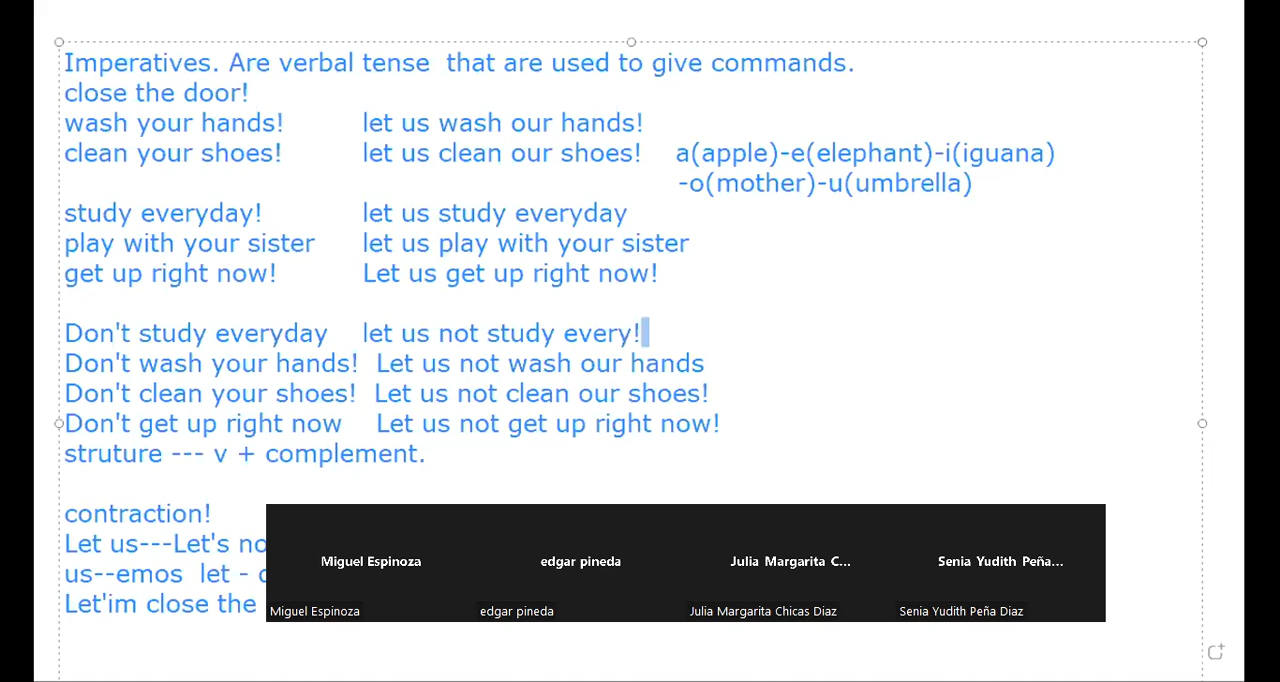 Imperatives. Are verbal tense that are used to give commands.
close the door!
wash your hands! let us wash our hands!
clean your shoes! let us clean our shoes! a(apple)-e(elephant)-i(iguana)
-o(mother)-u(umbrella)
study everyday! let us study everyday
play with your sister let us play with your sister
get up right now! Let us get up right now!
Don't study everyday let us not study every!
Don't wash your hands! Let us not wash our hands
Don't clean your shoes! Let us not clean our shoes!
Don't get up right now Let us not get up right now!
struture --- v + complement.
contraction!
Let us---Let's
us--emos let -
Let'im close the
Miguel Espinoza edgar pineda Julia Margarita C... Senia Yudith Peña...
Miguel Espinoza edgar pineda Julia Margarita Chicas Diaz Senia Yudith Peña Diaz